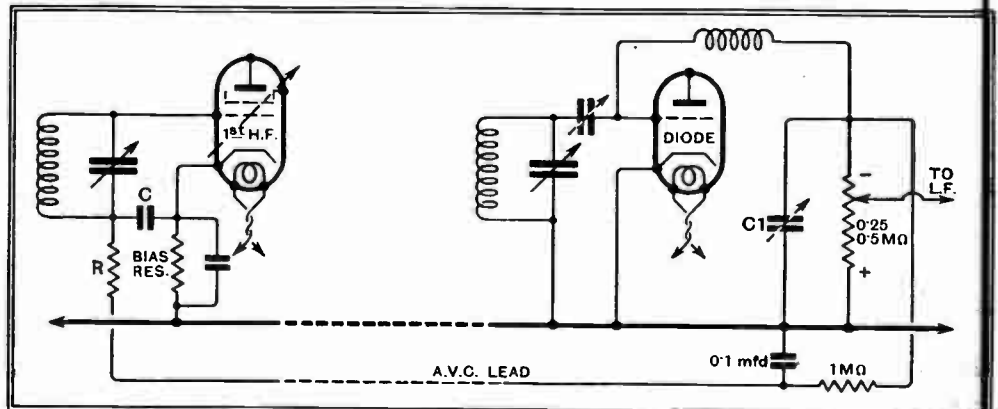 1st H.F.
C
R
BIAS
RES.
A.V.C. LEAD
DIODE
C1
-
TO
L.F.
0·25
0·5MΩ
+
0·1 mfd
1MΩ